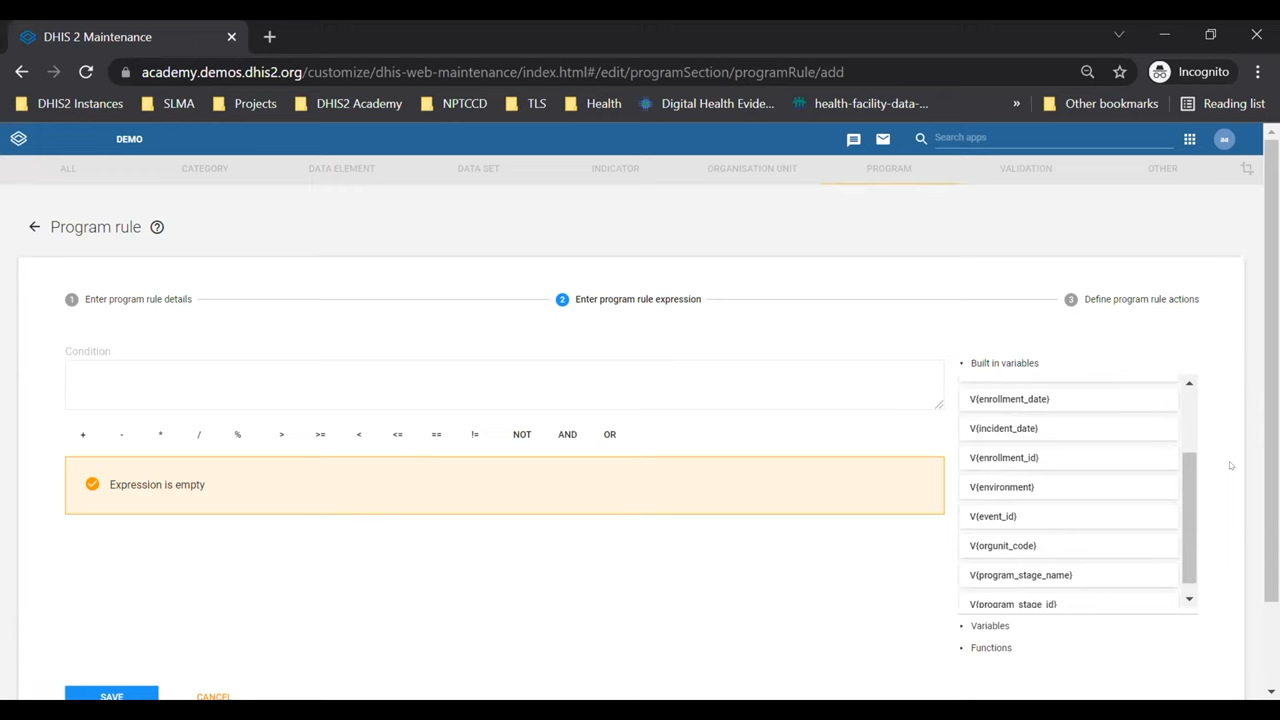 DHIS 2 Maintenance
academy.demos.dhis2.org/customize/dhis-web-maintenance/index.html#/edit/programSection/programRule/add
Incognito
DHIS2 Instances SLMA Projects DHIS2 Academy NPTCCD TLS Health Digital Health Evide... health-facility-data-... » Other bookmarks Reading list
DEMO Search apps aa
ALL CATEGORY DATA ELEMENT DATA SET INDICATOR ORGANISATION UNIT PROGRAM VALIDATION OTHER
Program rule
1 Enter program rule details 2 Enter program rule expression 3 Define program rule actions
Condition
+ - * / % > >= < <= == != NOT AND OR
Expression is empty
Built in variables
V{enrollment_date}
V{incident_date}
V{enrollment_id}
V{environment}
V{event_id}
V{orgunit_code}
V{program_stage_name}
V{program_stage_id}
Variables
Functions
SAVE CANCEL